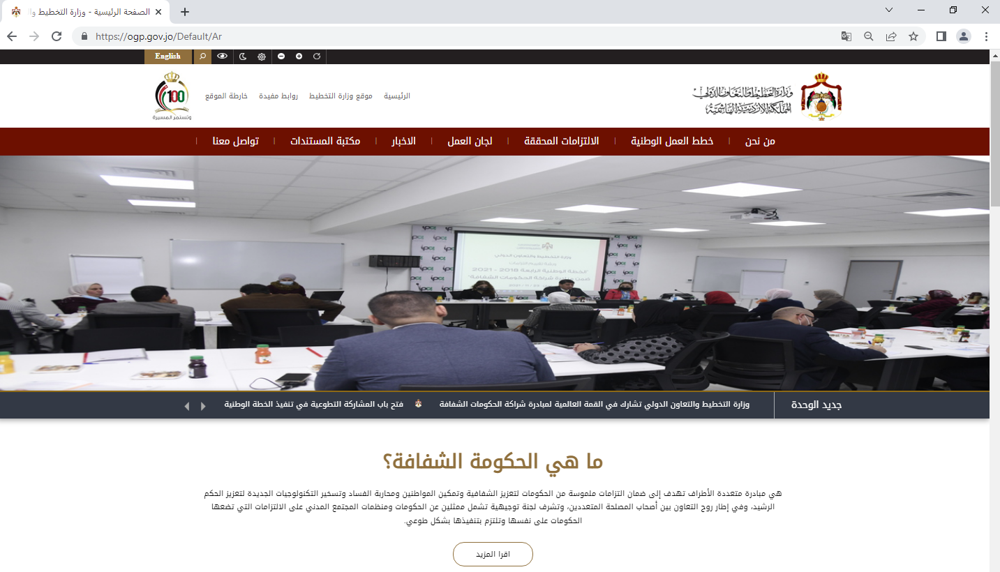 الصفحة الرئيسية - وزارة التخطيط وال
https://ogp.gov.jo/Default/Ar
English
وزارة التخطيط والتعاون الدولي
المملكة الأردنية الهاشمية
الرئيسية
موقع وزارة التخطيط
روابط مفيدة
خارطة الموقع
100
وتستمر المسيرة
من نحن
خطط العمل الوطنية
الالتزامات المحققة
لجان العمل
الاخبار
مكتبة المستندات
تواصل معنا
وزارة التخطيط والتعاون الدولي
الخطة الوطنية الرابعة 2018 - 2021
ضمن مبادرة شراكة الحكومات الشفافة
جديد الوحدة
وزارة التخطيط والتعاون الدولي تشارك في القمة العالمية لمبادرة شراكة الحكومات الشفافة
فتح باب المشاركة التطوعية في تنفيذ الخطة الوطنية
ما هي الحكومة الشفافة؟
هي مبادرة متعددة الأطراف تهدف إلى ضمان التزامات ملموسة من الحكومات لتعزيز الشفافية وتمكين المواطنين ومحاربة الفساد وتسخير التكنولوجيات الجديدة لتعزيز الحكم
الرشيد، وفي إطار روح التعاون بين أصحاب المصلحة المتعددين، وتشرف لجنة توجيهية تشمل ممثلين عن الحكومات ومنظمات المجتمع المدني على الالتزامات التي تضعها
الحكومات على نفسها وتلتزم بتنفيذها بشكل طوعي.
اقرا المزيد